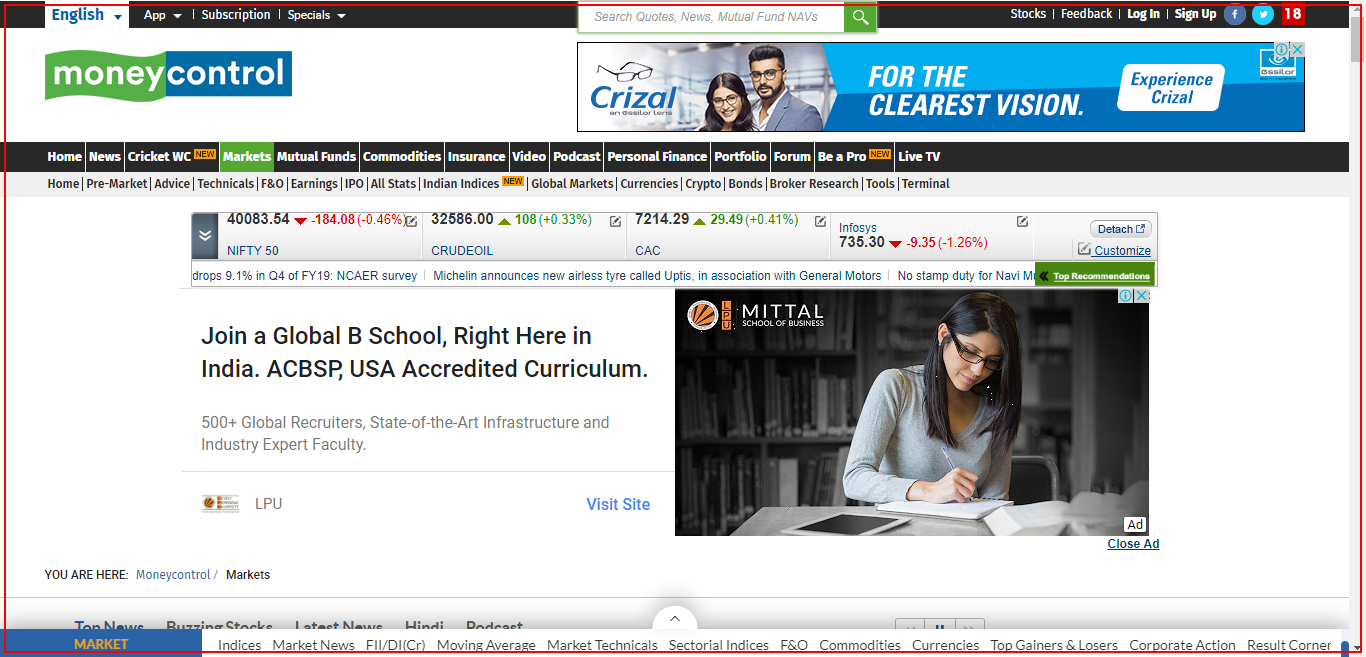 English App Subscription Specials Search Quotes, News, Mutual Fund NAVs Stocks Feedback Log In Sign Up 18
moneycontrol
Crizal
an essilor lens
FOR THE
CLEAREST VISION.
Experience
Crizal
essilor
Home News Cricket WC NEW Markets Mutual Funds Commodities Insurance Video Podcast Personal Finance Portfolio Forum Be a Pro NEW Live TV
Home Pre-Market Advice Technicals F&O Earnings IPO All Stats Indian Indices NEW Global Markets Currencies Crypto Bonds Broker Research Tools Terminal
40083.54 -184.08 (-0.46%) 32586.00 108 (+0.33%) 7214.29 29.49 (+0.41%)
Infosys
735.30 -9.35 (-1.26%)
Detach
NIFTY 50 CRUDEOIL CAC Customize
drops 9.1% in Q4 of FY19: NCAER survey Michelin announces new airless tyre called Uptis, in association with General Motors No stamp duty for Navi Top Recommendations
LPU MITTAL
SCHOOL OF BUSINESS
Join a Global B School, Right Here in
India. ACBSP, USA Accredited Curriculum.
500+ Global Recruiters, State-of-the-Art Infrastructure and
Industry Expert Faculty.
LPU Visit Site
Ad
Close Ad
YOU ARE HERE: Moneycontrol / Markets
Top News Buzzing Stocks Latest News Hindi Podcast
MARKET Indices Market News FII/DI(Cr) Moving Average Market Technicals Sectorial Indices F&O Commodities Currencies Top Gainers & Losers Corporate Action Result Corner